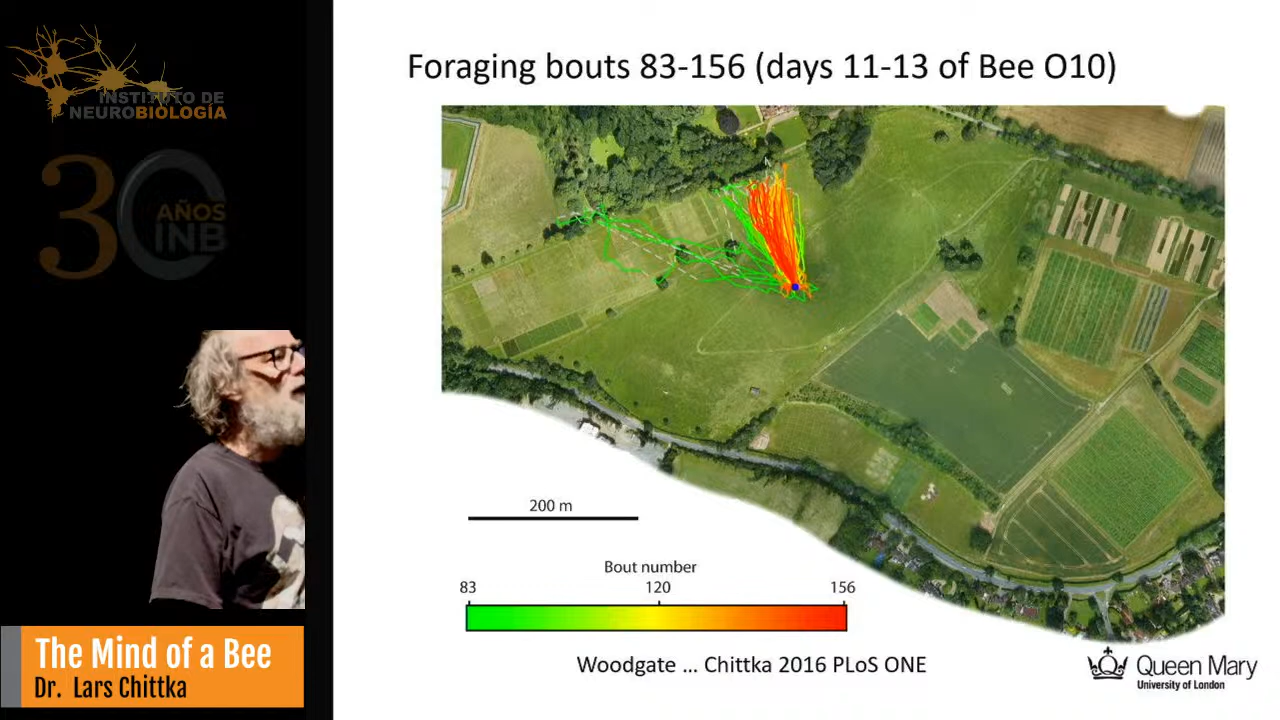 INSTITUTO DE
NEUROBIOLOGÍA
30
AÑOS
INB
The Mind of a Bee
Dr. Lars Chittka
Foraging bouts 83-156 (days 11-13 of Bee O10)
N
200 m
Bout number
83 120 156
Woodgate ... Chittka 2016 PLoS ONE
Queen Mary
University of London